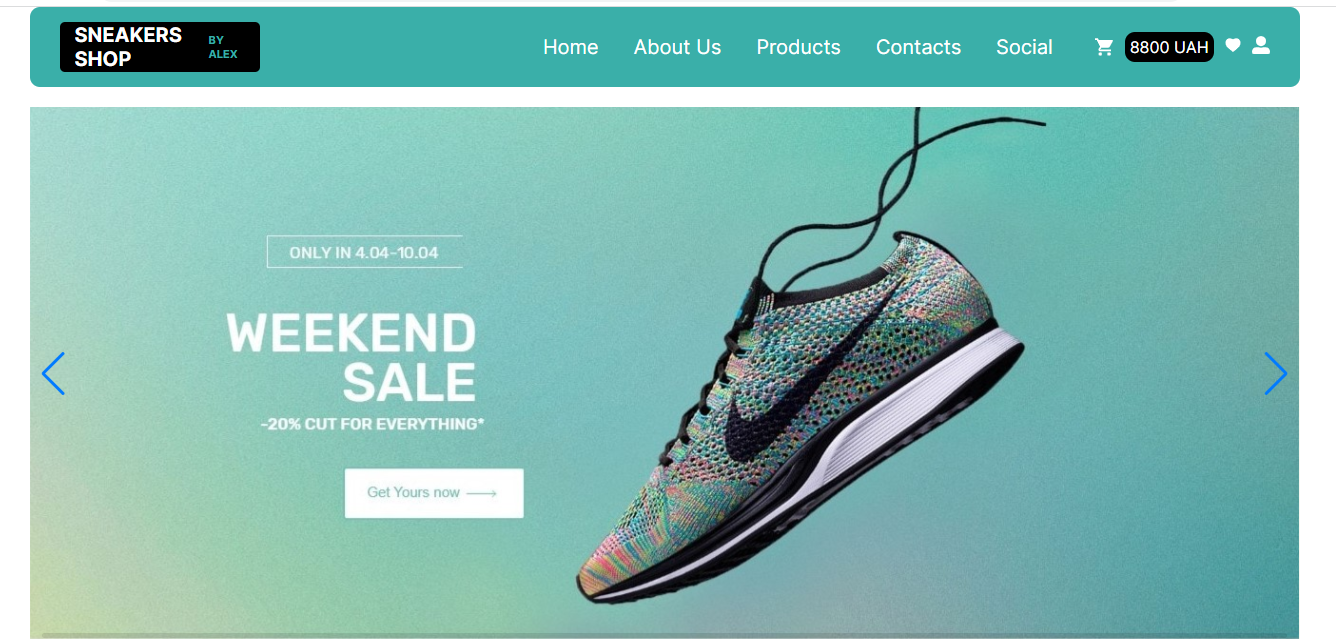 SNEAKERS
SHOP
BY
ALEX
Home About Us Products Contacts Social 8800 UAH
ONLY IN 4.04-10.04
WEEKEND
SALE
-20% CUT FOR EVERYTHING*
Get Yours now